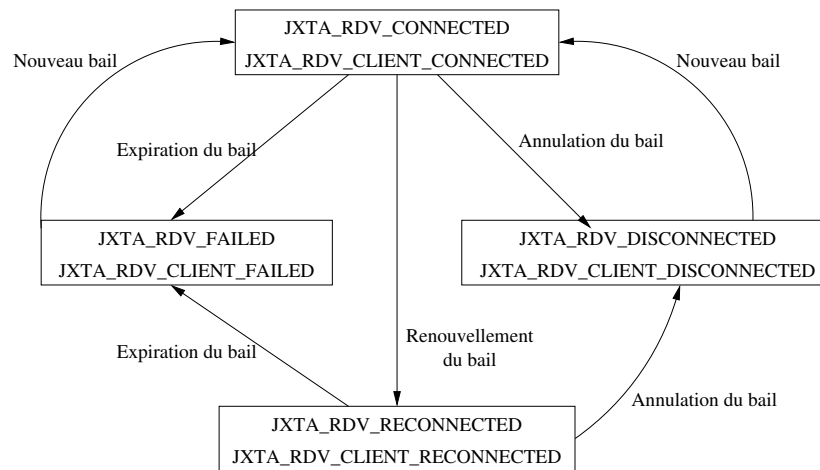 JXTA_RDV_CONNECTED
JXTA_RDV_CLIENT_CONNECTED
Nouveau bail
Nouveau bail
Expiration du bail
Annulation du bail
JXTA_RDV_FAILED
JXTA_RDV_CLIENT_FAILED
JXTA_RDV_DISCONNECTED
JXTA_RDV_CLIENT_DISCONNECTED
Expiration du bail
Renouvellement
du bail
Annulation du bail
JXTA_RDV_RECONNECTED
JXTA_RDV_CLIENT_RECONNECTED